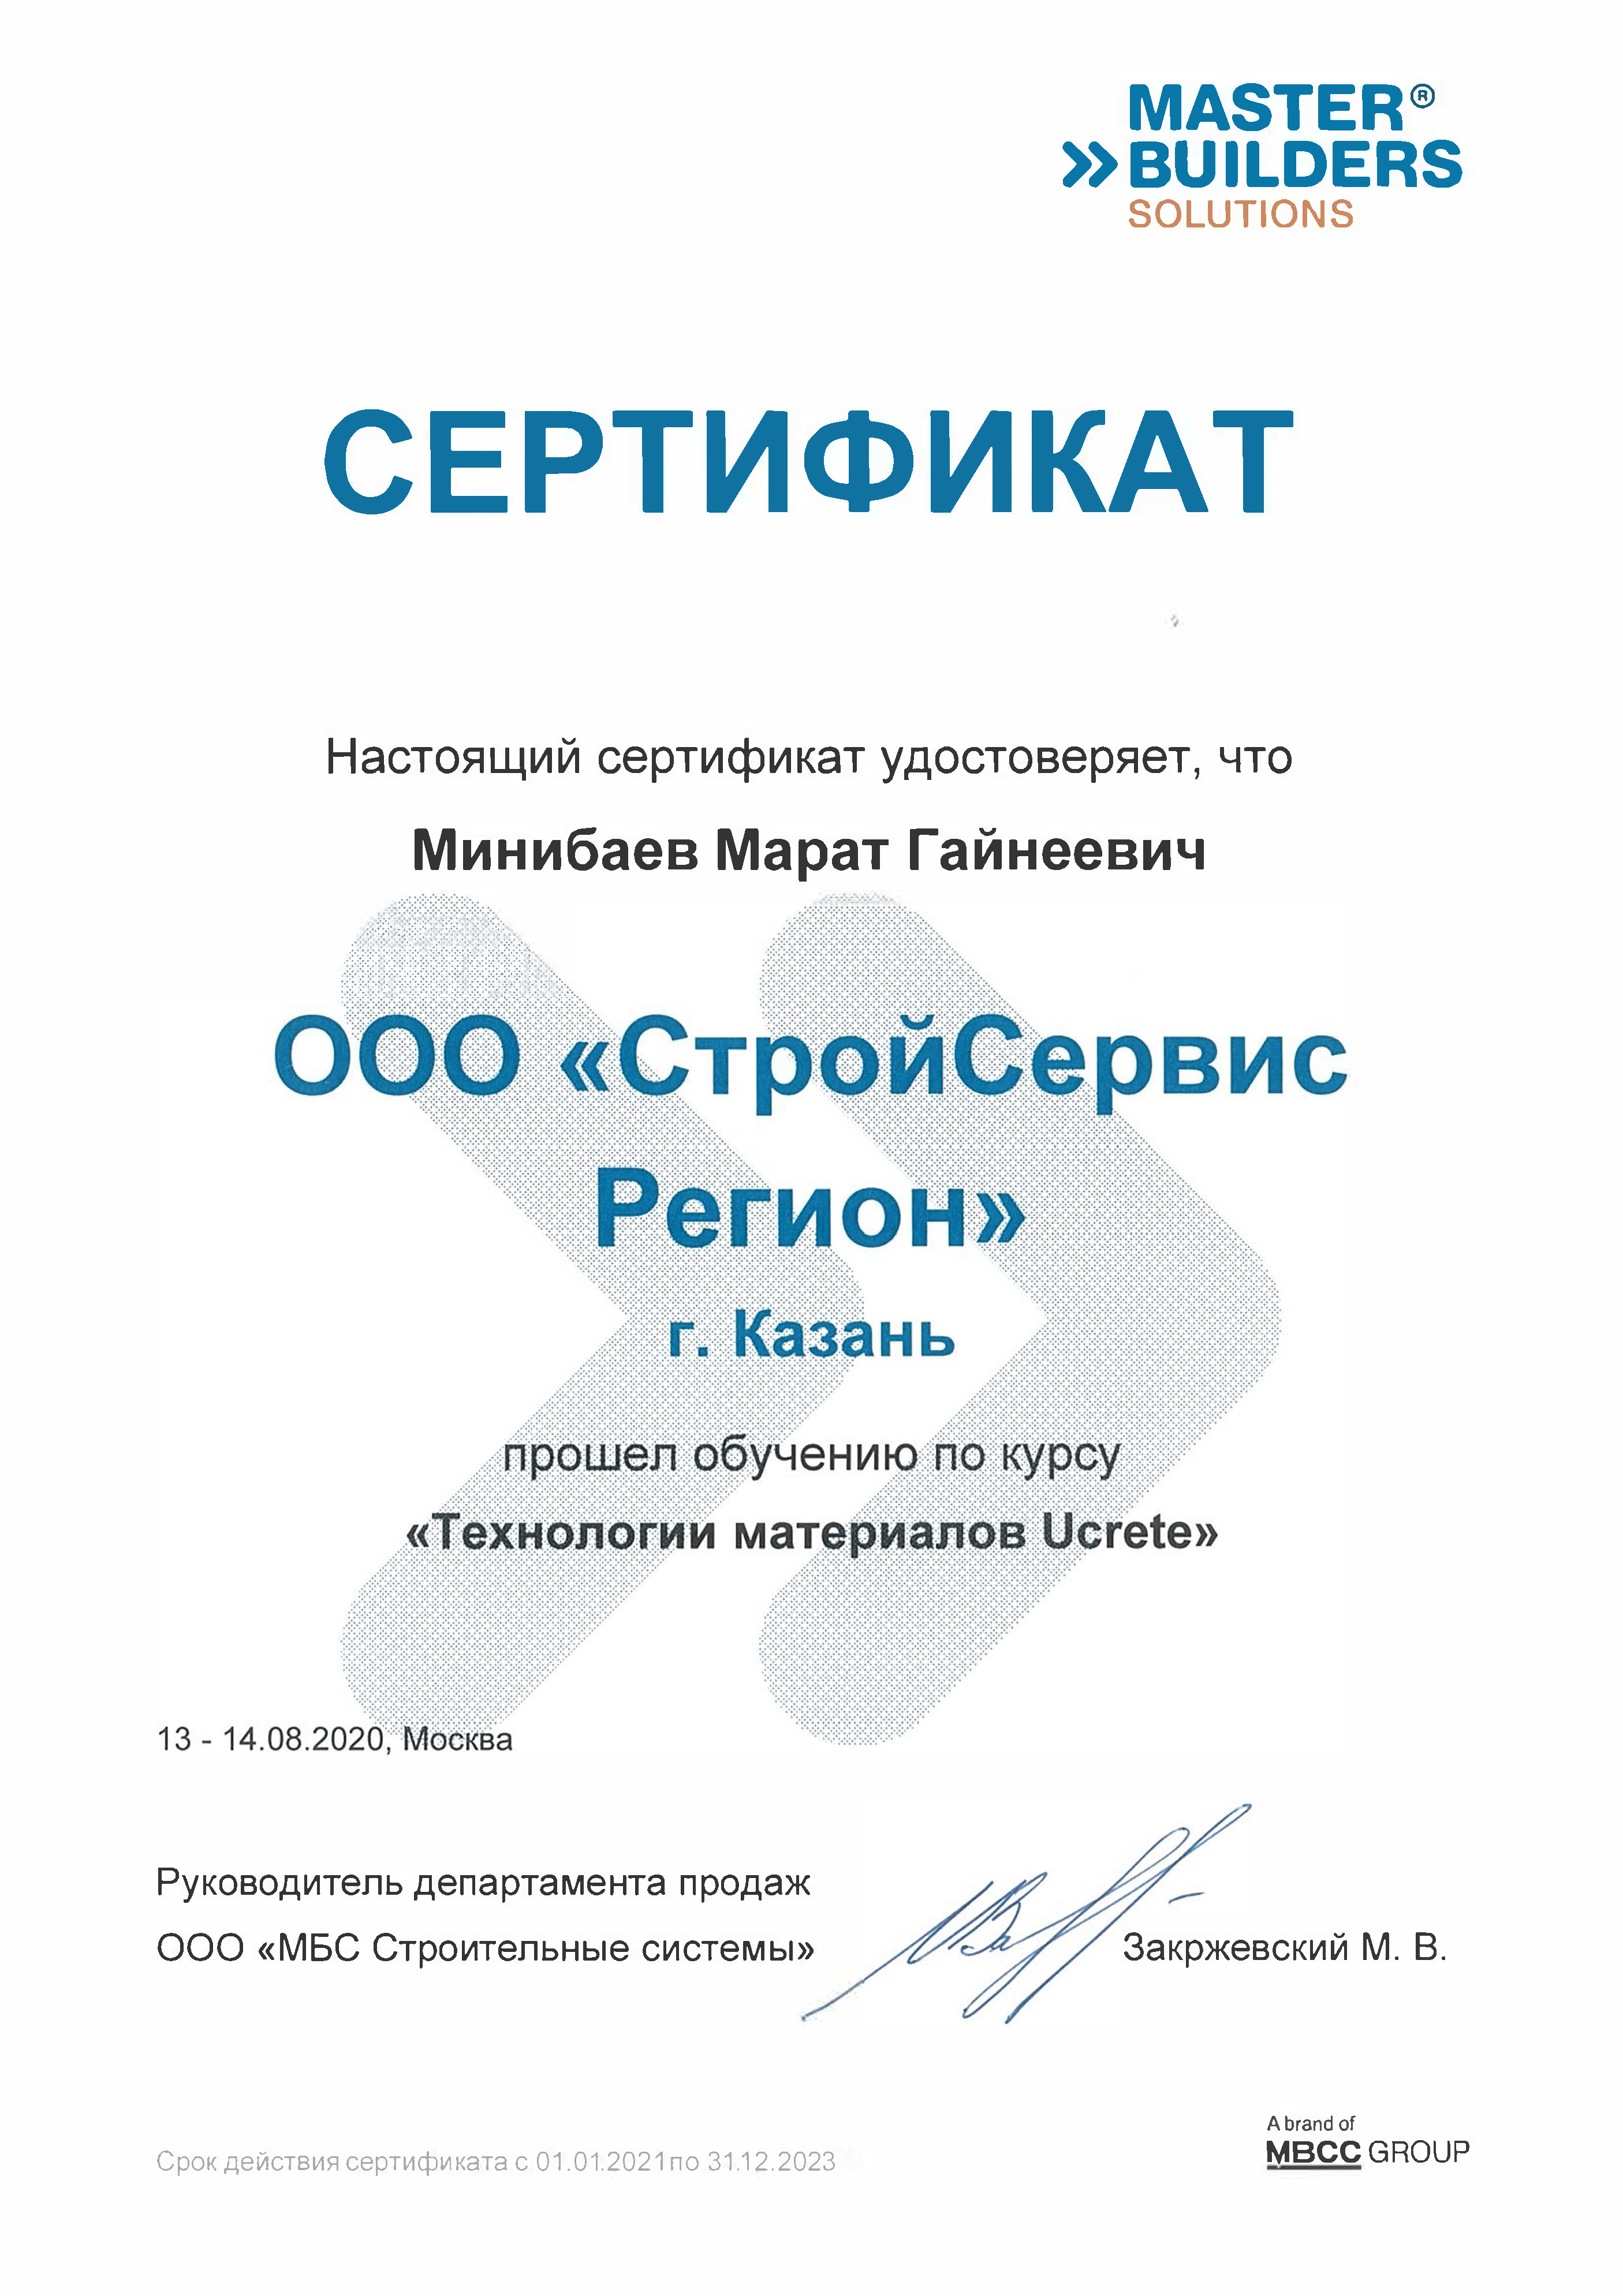 MASTER®
BUILDERS
SOLUTIONS
СЕРТИФИКАТ
Настоящий сертификат удостоверяет, что
Минибаев Марат Гайнеевич
ООО «СтройСервис
Регион»
г. Казань
прошел обучению по курсу
«Технологии материалов Ucrete»
13 - 14.08.2020, Москва
Руководитель департамента продаж
ООО «МБС Строительные системы»
Закржевский М. В.
A brand of
MBCC GROUP
Срок действия сертификата с 01.01.2021 по 31.12.2023